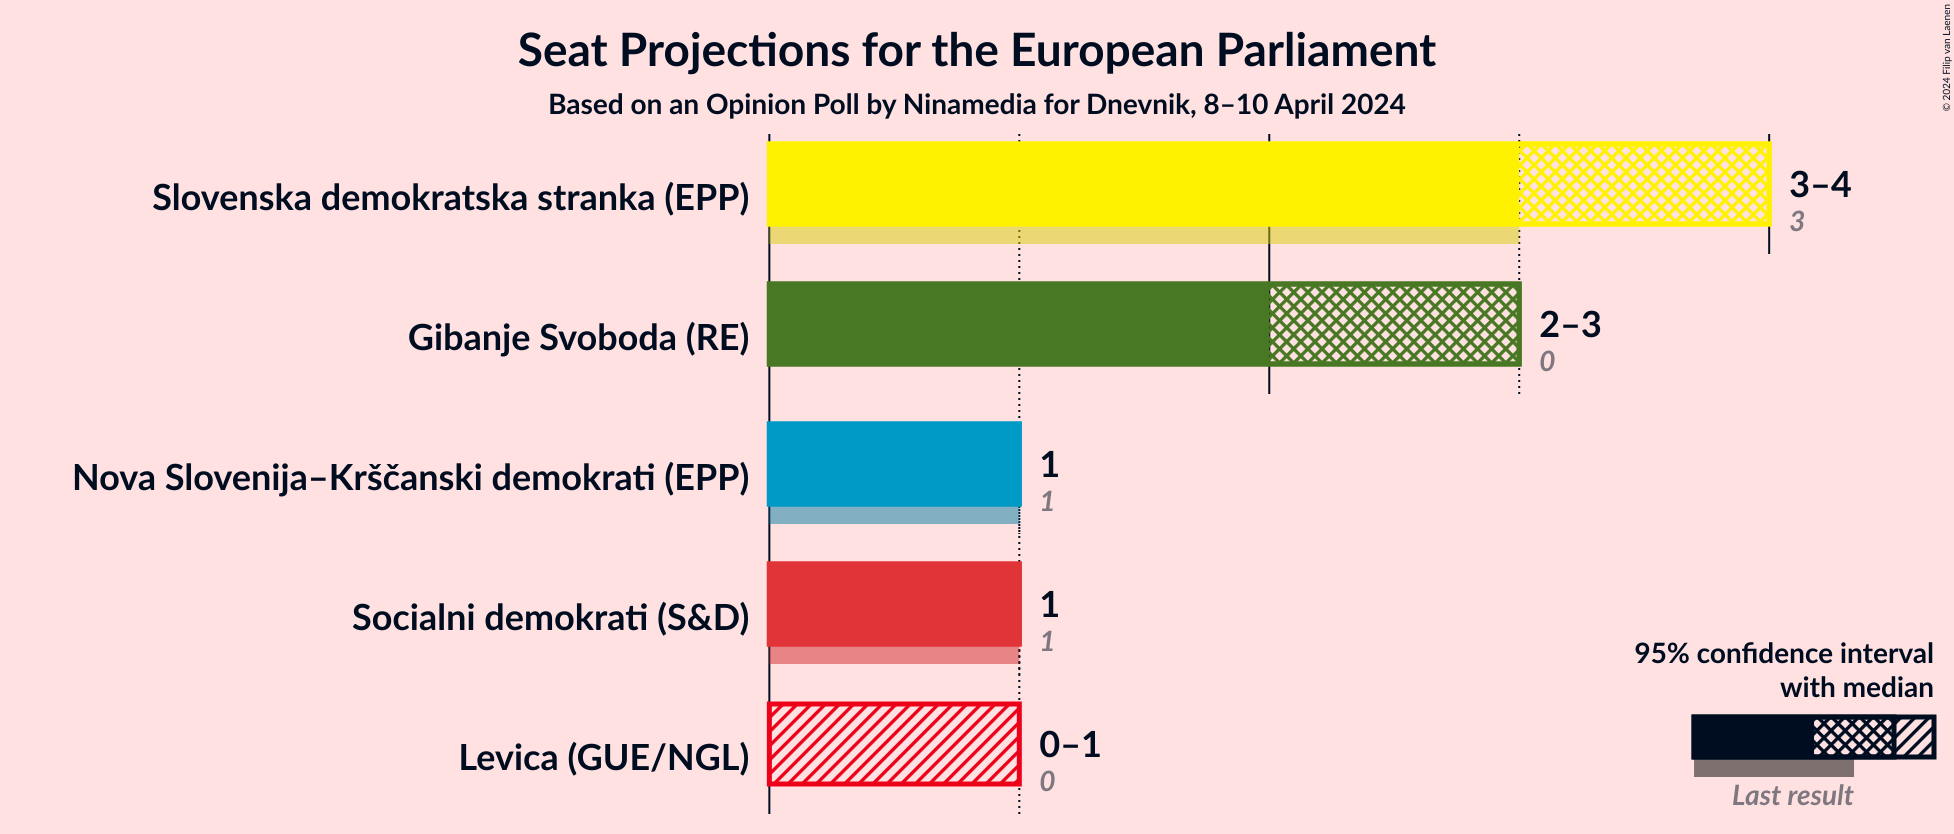 Seat Projections for the European Parliament
Based on an Opinion Poll by Ninamedia for Dnevnik, 8–10 April 2024
© 2024 Filip van Laenen
Slovenska demokratska stranka (EPP)
3–4
3
Gibanje Svoboda (RE)
2–3
0
Nova Slovenija–Krščanski demokrati (EPP)
1
1
Socialni demokrati (S&D)
1
1
Levica (GUE/NGL)
0–1
0
95% confidence interval
with median
Last result